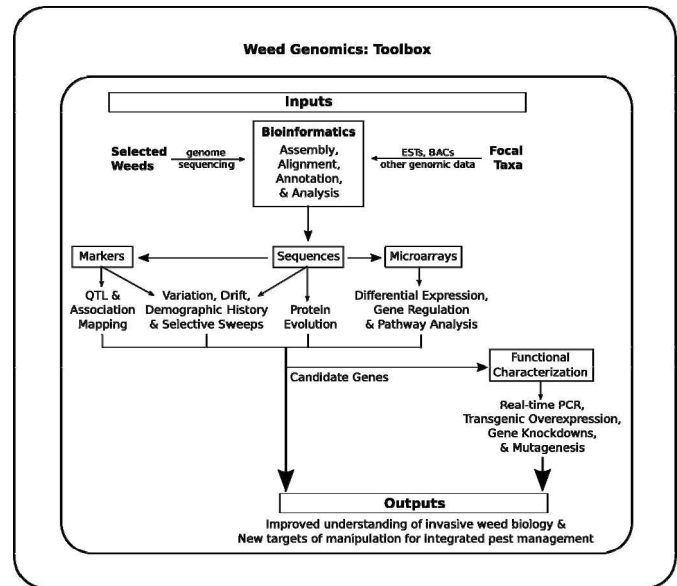 Weed Genomics: Toolbox
Inputs
Bioinformatics
Assembly,
Alignment,
Annotation,
& Analysis
Selected
Weeds
genome
sequencing
ESTs, BACs
other genomic data
Focal
Taxa
Markers
Sequences
Microarrays
QTL &
Association
Mapping
Variation, Drift,
Demographic History
& Selective Sweeps
Protein
Evolution
Differential Expression,
Gene Regulation
& Pathway Analysis
Candidate Genes
Functional
Characterization
Real-time PCR,
Transgenic Overexpression,
Gene Knockdowns,
& Mutagenesis
Outputs
Improved understanding of invasive weed biology &
New targets of manipulation for integrated pest management